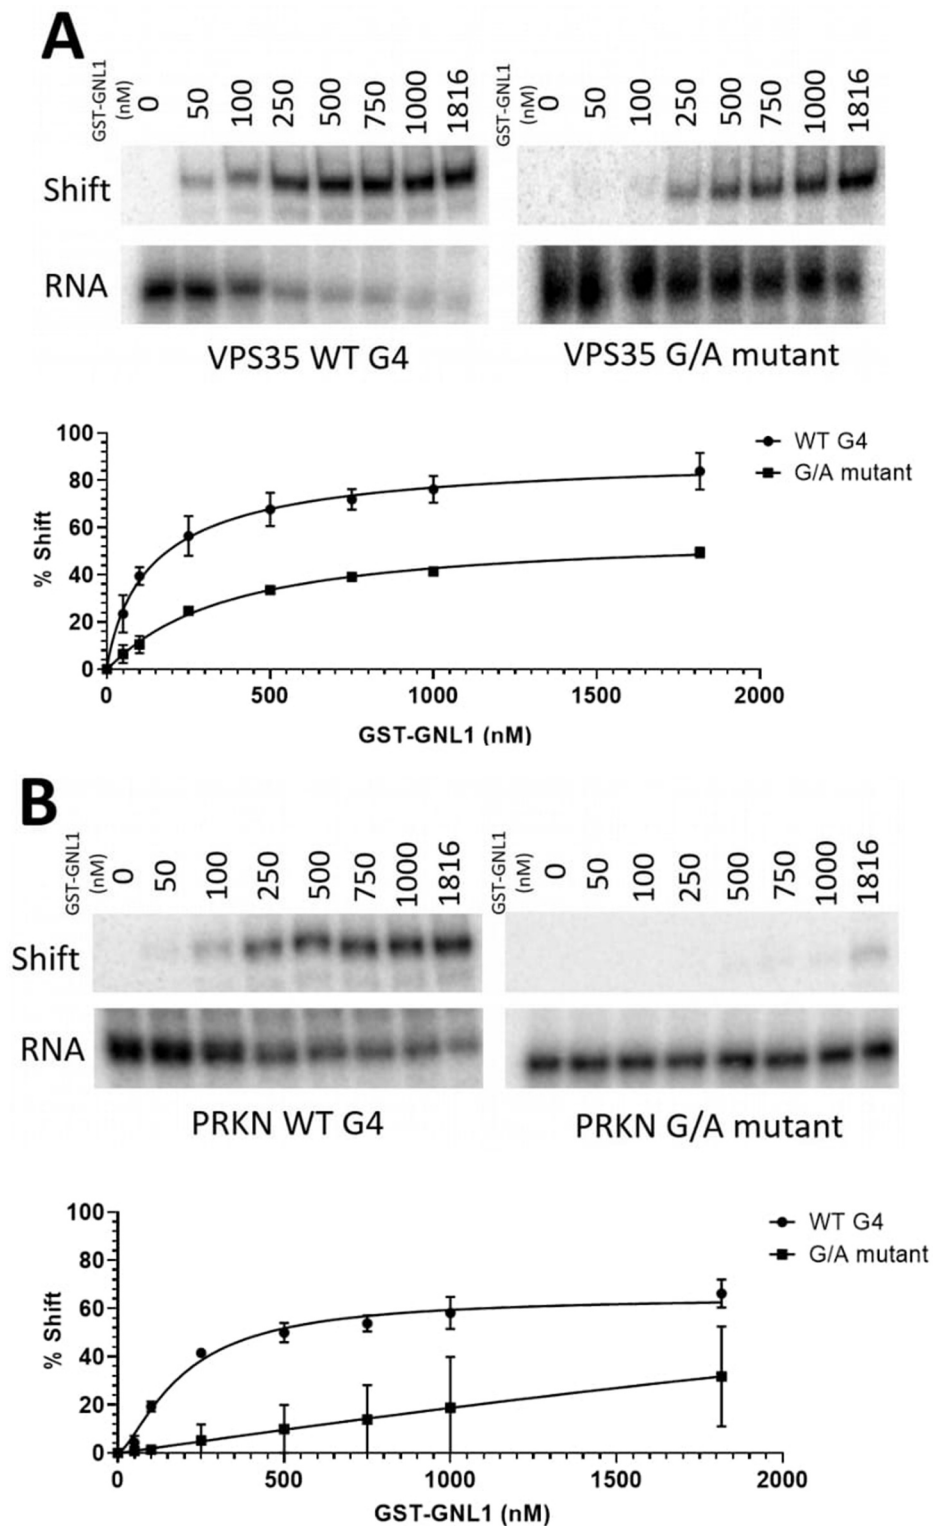 A
GST-GNL1 (nM) 0 50 100 250 500 750 1000 1816
GST-GNL1 (nM) 0 50 100 250 500 750 1000 1816
Shift
RNA
VPS35 WT G4
VPS35 G/A mutant
100
80
60
40
20
0
% Shift
WT G4
G/A mutant
0 500 1000 1500 2000
GST-GNL1 (nM)
B
GST-GNL1 (nM) 0 50 100 250 500 750 1000 1816
GST-GNL1 (nM) 0 50 100 250 500 750 1000 1816
Shift
RNA
PRKN WT G4
PRKN G/A mutant
100
80
60
40
20
0
% Shift
WT G4
G/A mutant
0 500 1000 1500 2000
GST-GNL1 (nM)